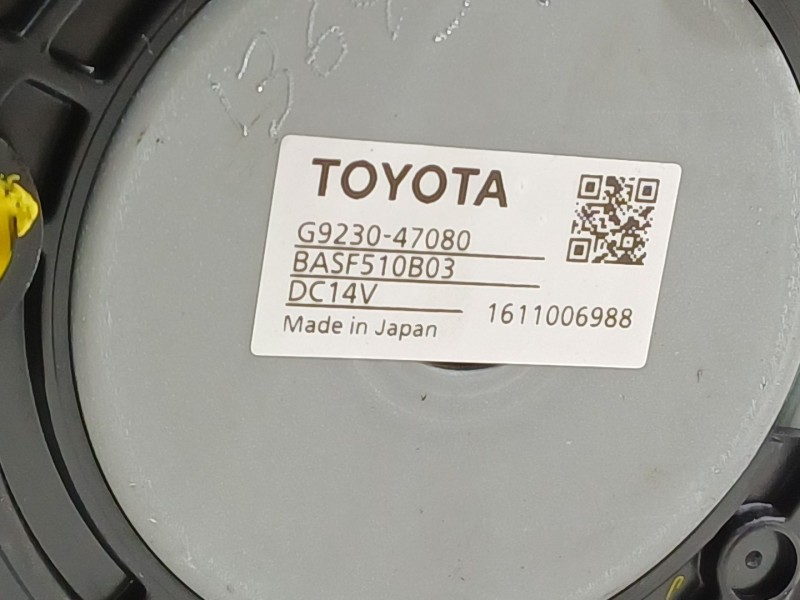 TOYOTA
G9230-47080
BASF510B03
DC14V
1611006988
Made in Japan